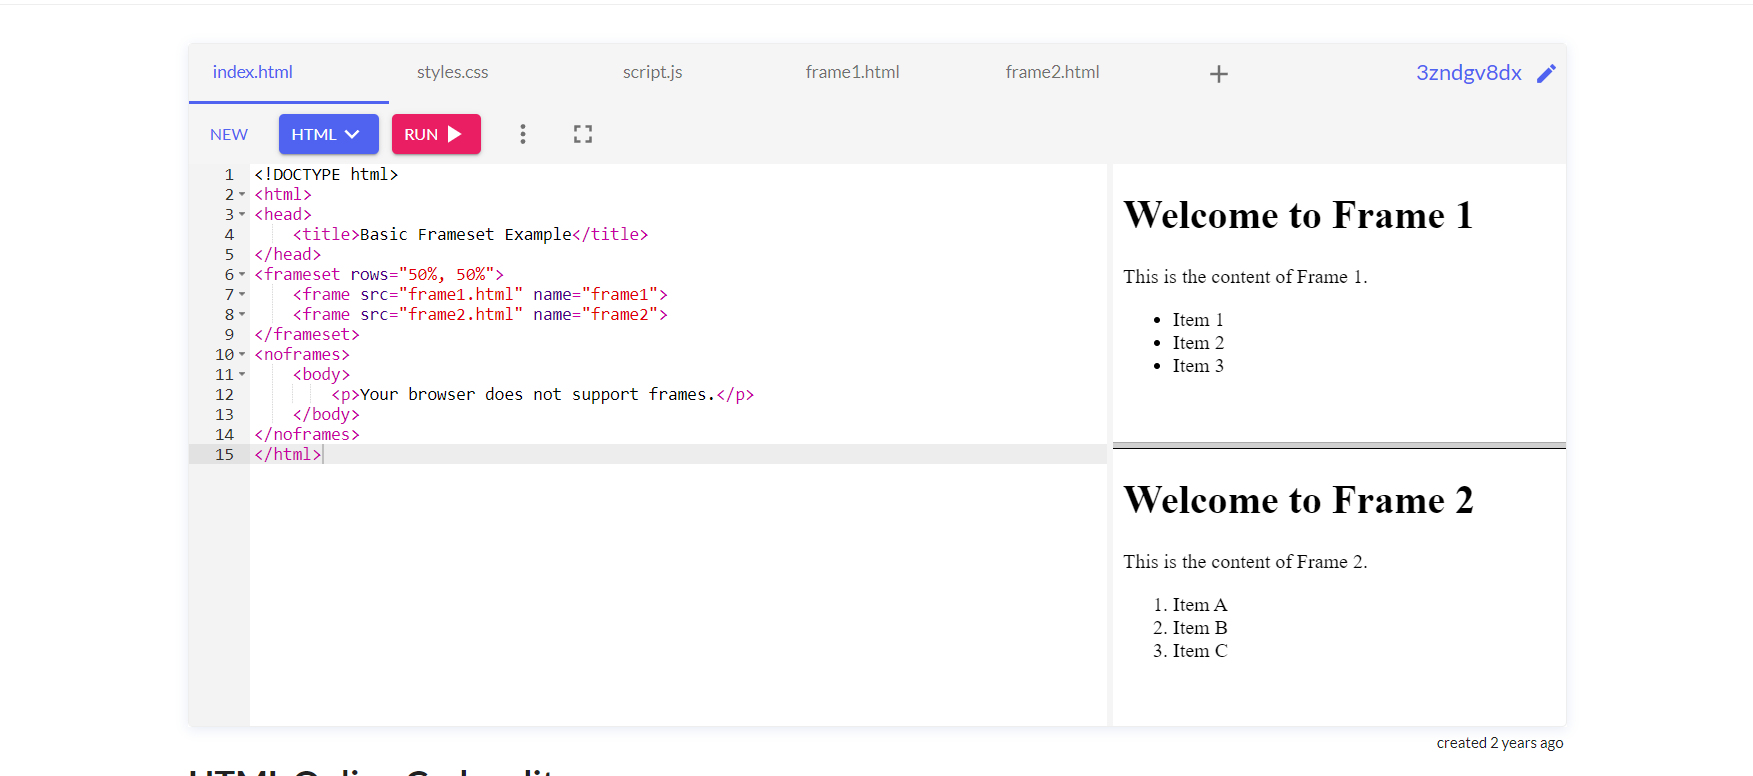 index.html styles.css script.js frame1.html frame2.html + 3zndgv8dx
NEW HTML RUN
1 <!DOCTYPE html>
2 <html>
3 <head>
4 <title>Basic Frameset Example</title>
5 </head>
6 <frameset rows="50%, 50%">
7 <frame src="frame1.html" name="frame1">
8 <frame src="frame2.html" name="frame2">
9 </frameset>
10 <noframes>
11 <body>
12 <p>Your browser does not support frames.</p>
13 </body>
14 </noframes>
15 </html>
Welcome to Frame 1
This is the content of Frame 1.
• Item 1
• Item 2
• Item 3
Welcome to Frame 2
This is the content of Frame 2.
1. Item A
2. Item B
3. Item C
created 2 years ago